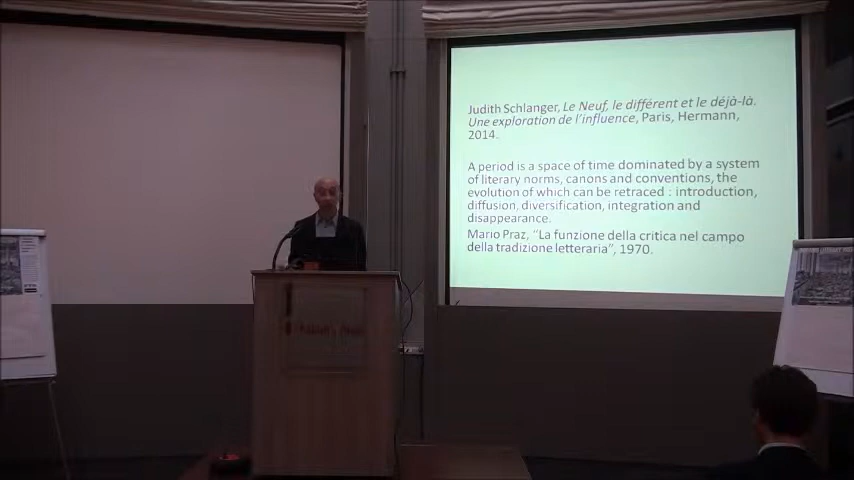 Judith Schlanger, Le Neuf, le différent et le déjà-là.
Une exploration de l'influence, Paris, Hermann,
2014.
A period is a space of time dominated by a system
of literary norms, canons and conventions, the
evolution of which can be retraced : introduction,
diffusion, diversification, integration and
disappearance.
Mario Praz, "La funzione della critica nel campo
della tradizione letteraria", 1970.